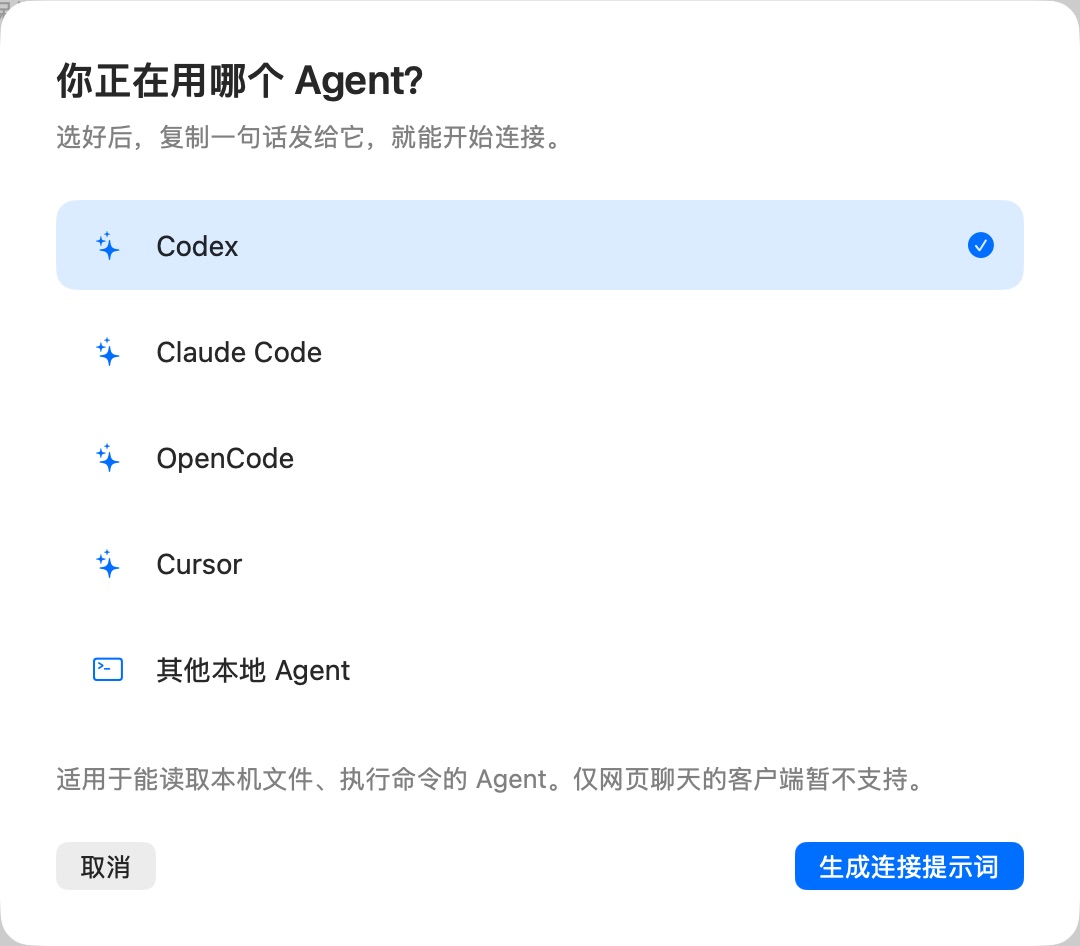 你正在用哪个 Agent?
选好后，复制一句话发给它，就能开始连接。
Codex
Claude Code
OpenCode
Cursor
其他本地 Agent
适用于能读取本机文件、执行命令的 Agent。仅网页聊天的客户端暂不支持。
取消
生成连接提示词